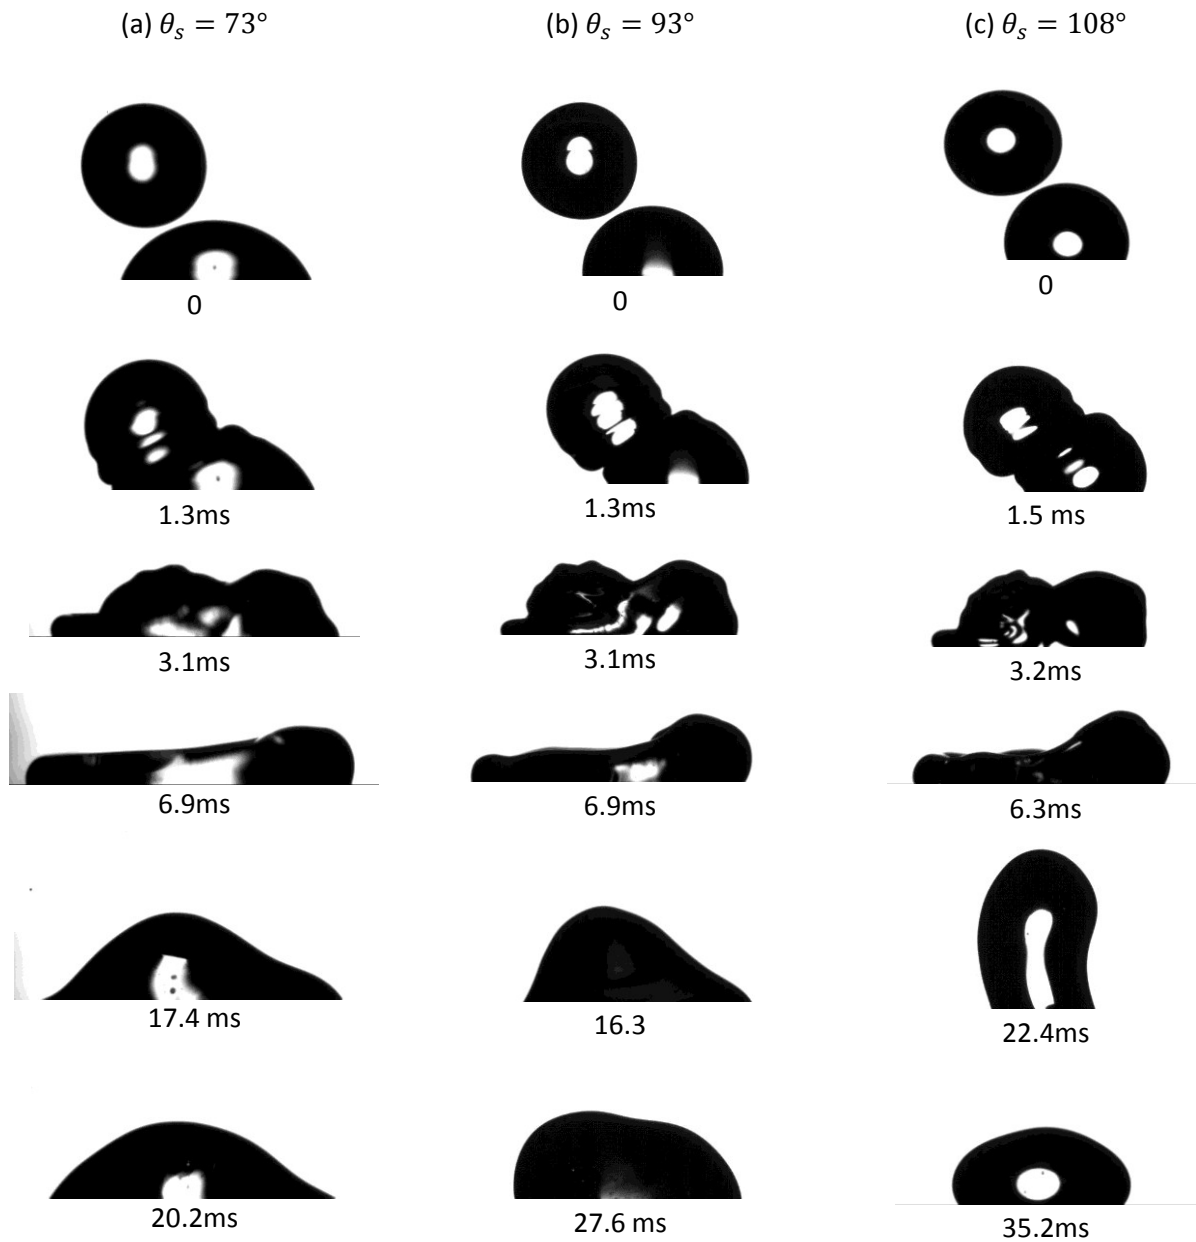 (a) θₛ = 73° (b) θₛ = 93° (c) θₛ = 108°
0 0 0
1.3ms 1.3ms 1.5 ms
3.1ms 3.1ms 3.2ms
6.9ms 6.9ms 6.3ms
17.4 ms 16.3 22.4ms
20.2ms 27.6 ms 35.2ms